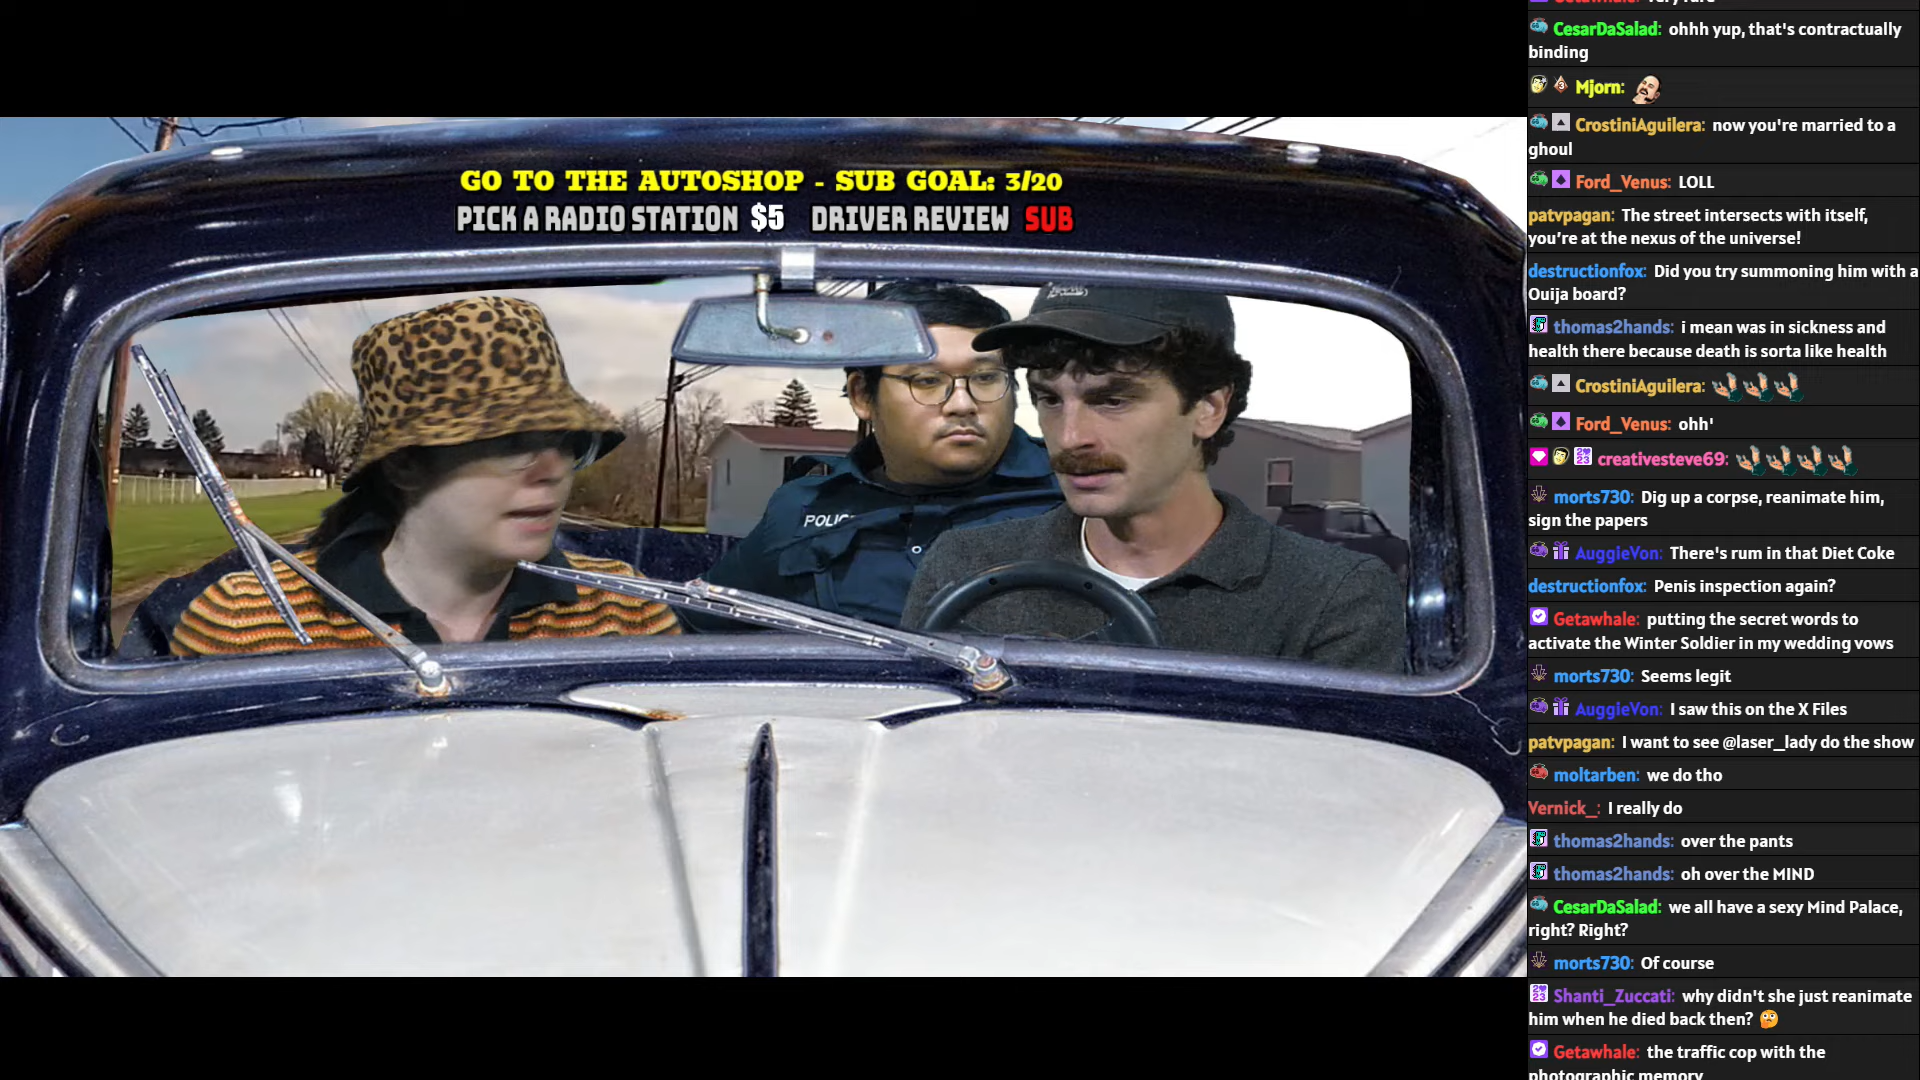 GO TO THE AUTOSHOP - SUB GOAL: 3/20
PICK A RADIO STATION $5 DRIVER REVIEW SUB
POLIC
CesarDaSalad: ohhh yup, that's contractually
binding
Mjorn:
CrostiniAguilera: now you're married to a
ghoul
Ford_Venus: LOLL
patvpagan: The street intersects with itself,
you're at the nexus of the universe!
destructionfox: Did you try summoning him with a
Ouija board?
thomas2hands: i mean was in sickness and
health there because death is sorta like health
CrostiniAguilera:
Ford_Venus: ohh'
creativesteve69:
morts730: Dig up a corpse, reanimate him,
sign the papers
AuggieVon: There's rum in that Diet Coke
destructionfox: Penis inspection again?
Getawhale: putting the secret words to
activate the Winter Soldier in my wedding vows
morts730: Seems legit
AuggieVon: I saw this on the X Files
patvpagan: I want to see @laser_lady do the show
moltarben: we do tho
Vernick_: I really do
thomas2hands: over the pants
thomas2hands: oh over the MIND
CesarDaSalad: we all have a sexy Mind Palace,
right? Right?
morts730: Of course
Shanti_Zuccati: why didn't she just reanimate
him when he died back then? 🤔
Getawhale: the traffic cop with the
photographic memory